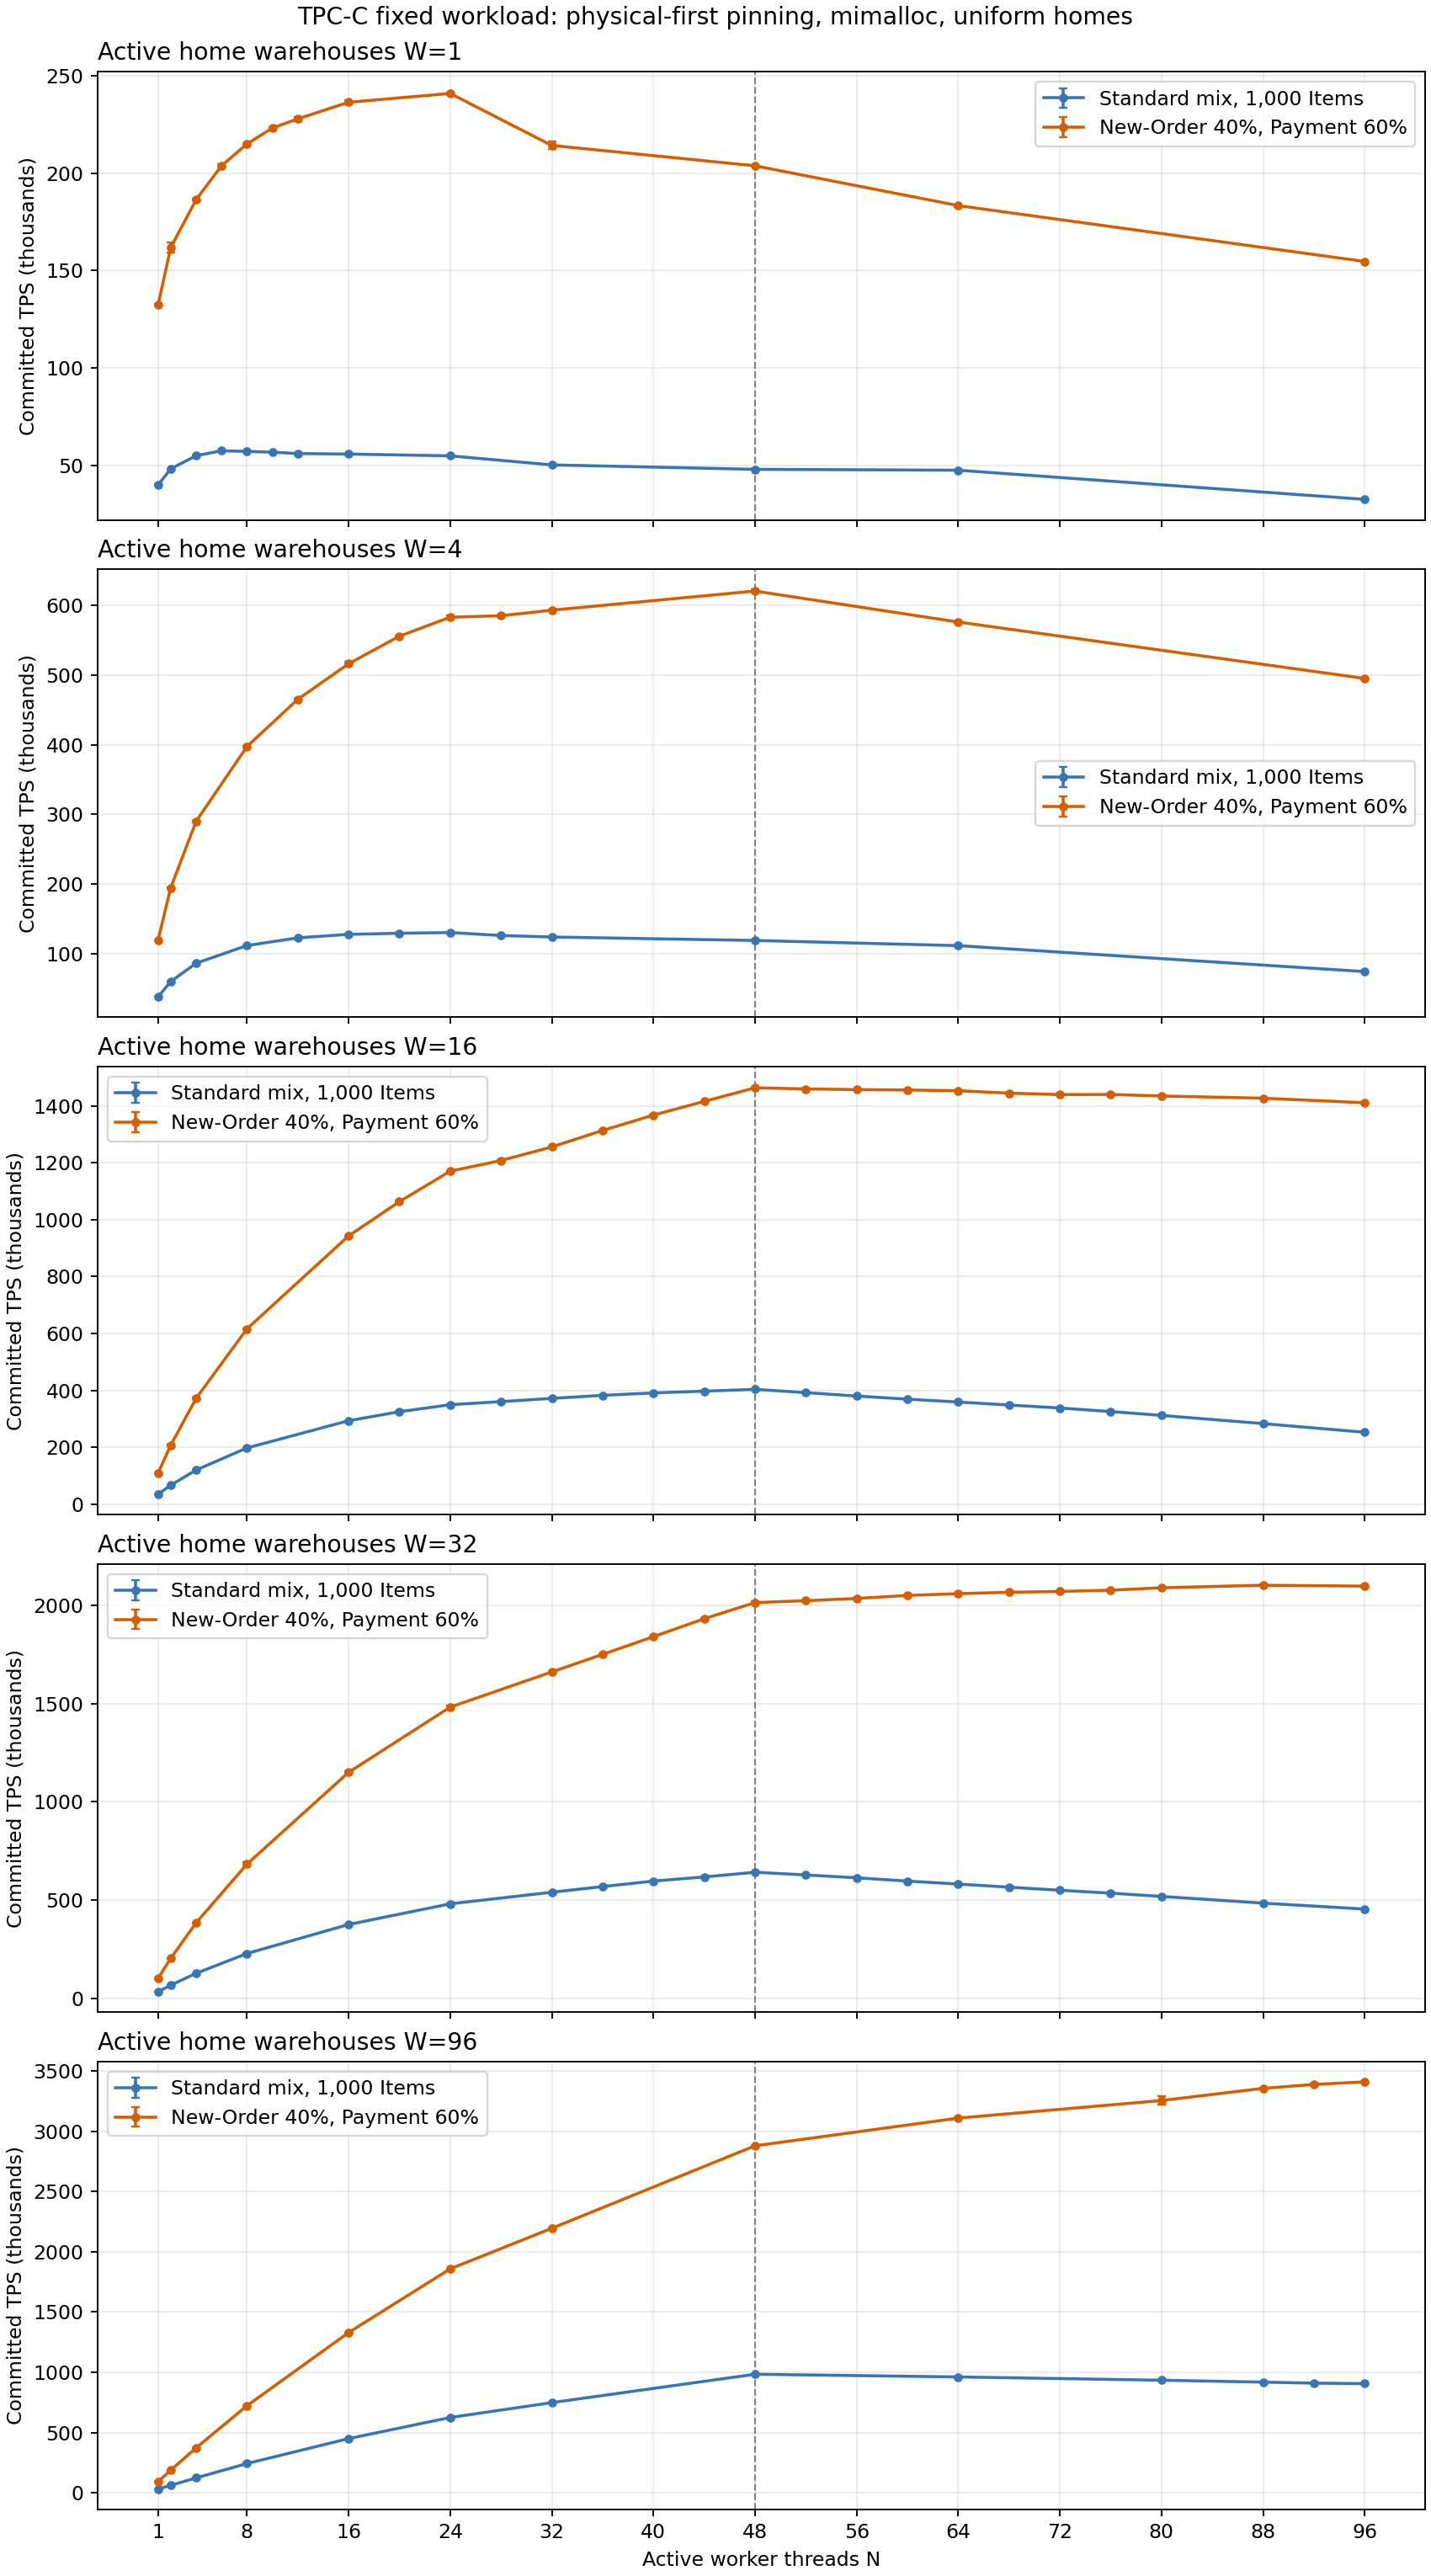 TPC-C fixed workload: physical-first pinning, mimalloc, uniform homes
Active home warehouses W=1
Committed TPS (thousands)
250
200
150
100
50
Standard mix, 1,000 Items
New-Order 40%, Payment 60%
Active home warehouses W=4
Committed TPS (thousands)
600
500
400
300
200
100
Standard mix, 1,000 Items
New-Order 40%, Payment 60%
Active home warehouses W=16
Committed TPS (thousands)
1400
1200
1000
800
600
400
200
0
Standard mix, 1,000 Items
New-Order 40%, Payment 60%
Active home warehouses W=32
Committed TPS (thousands)
2000
1500
1000
500
0
Standard mix, 1,000 Items
New-Order 40%, Payment 60%
Active home warehouses W=96
Committed TPS (thousands)
3500
3000
2500
2000
1500
1000
500
0
Standard mix, 1,000 Items
New-Order 40%, Payment 60%
1 8 16 24 32 40 48 56 64 72 80 88 96
Active worker threads N